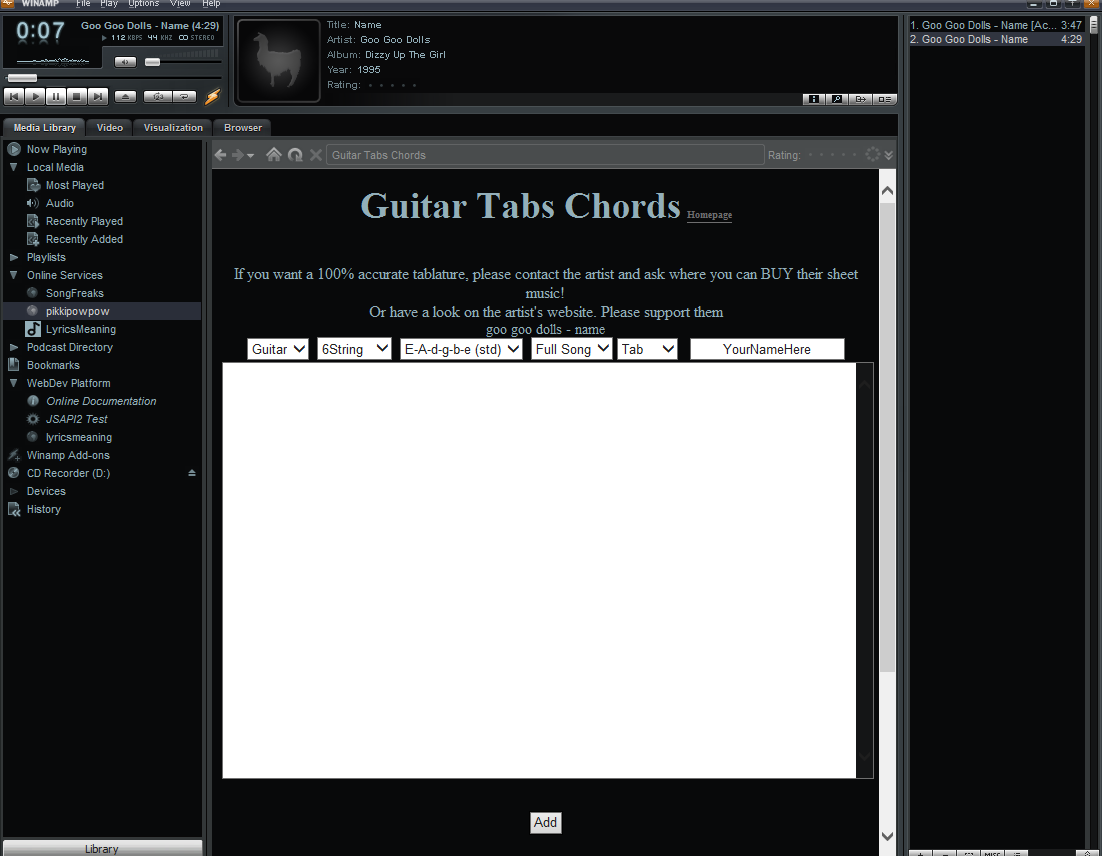 WINAMP File Play Options View Help
0:07
Goo Goo Dolls - Name (4:29)
112 KBPS 44 KHZ STEREO
Title: Name
Artist: Goo Goo Dolls
Album: Dizzy Up The Girl
Year: 1995
Rating:
1. Goo Goo Dolls - Name [Ac... 3:47
2. Goo Goo Dolls - Name 4:29
Media Library Video Visualization Browser
Now Playing
Local Media
Most Played
Audio
Recently Played
Recently Added
Playlists
Online Services
SongFreaks
pikkipowpow
LyricsMeaning
Podcast Directory
Bookmarks
WebDev Platform
Online Documentation
JSAPI2 Test
lyricsmeaning
Winamp Add-ons
CD Recorder (D:)
Devices
History
Library
Guitar Tabs Chords Rating:
Guitar Tabs Chords Homepage
If you want a 100% accurate tablature, please contact the artist and ask where you can BUY their sheet
music!
Or have a look on the artist's website. Please support them
goo goo dolls - name
Guitar 6String E-A-d-g-b-e (std) Full Song Tab YourNameHere
Add